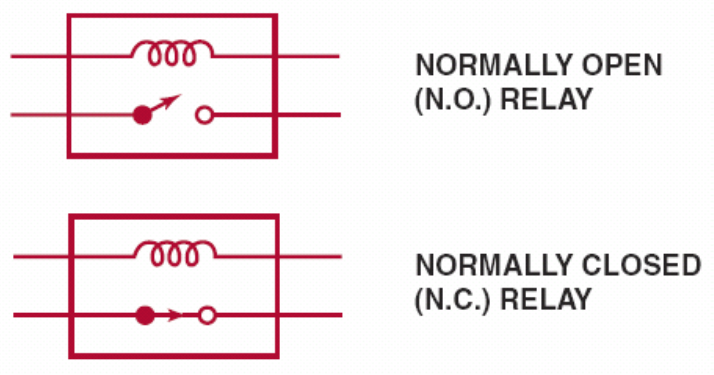 NORMALLY OPEN
(N.O.) RELAY
NORMALLY CLOSED
(N.C.) RELAY